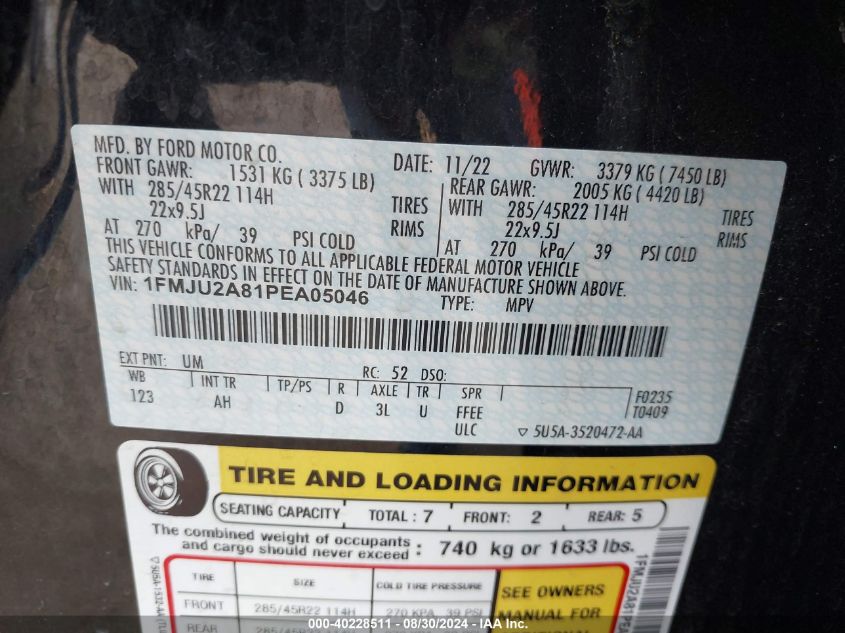 MFD. BY FORD MOTOR CO.
DATE: 11/22 GVWR: 3379 KG ( 7450 LB)
FRONT GAWR: 1531 KG ( 3375 LB)
REAR GAWR: 2005 KG ( 4420 LB)
WITH 285/45R22 114H TIRES
WITH 285/45R22 114H TIRES
22x9.5J RIMS
22x9.5J RIMS
AT 270 kPa/ 39 PSI COLD
AT 270 kPa/ 39 PSI COLD
THIS VEHICLE CONFORMS TO ALL APPLICABLE FEDERAL MOTOR VEHICLE
SAFETY STANDARDS IN EFFECT ON THE DATE OF MANUFACTURE SHOWN ABOVE.
VIN: 1FMJU2A81PEA05046
TYPE: MPV
EXT PNT: UM RC: 52 DSO:
WB INT TR TP/PS R AXLE TR SPR F0235
123 AH D 3L U FFEE T0409
ULC ▽ 5U5A-3520472-AA
TIRE AND LOADING INFORMATION
SEATING CAPACITY TOTAL : 7 FRONT: 2 REAR: 5
The combined weight of occupants
and cargo should never exceed : 740 kg or 1633 lbs.
TIRE SIZE COLD TIRE PRESSURE SEE OWNERS
FRONT 285/45R22 114H 270 KPA, 39 PSI MANUAL FOR
REAR
000-40228511 - 08/30/2024 - IAA Inc.